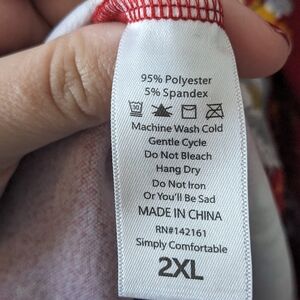 95% Polyester
5% Spandex
30
Machine Wash Cold
Gentle Cycle
Do Not Bleach
Hang Dry
Do Not Iron
Or You'll Be Sad
MADE IN CHINA
RN#142161
Simply Comfortable
2XL